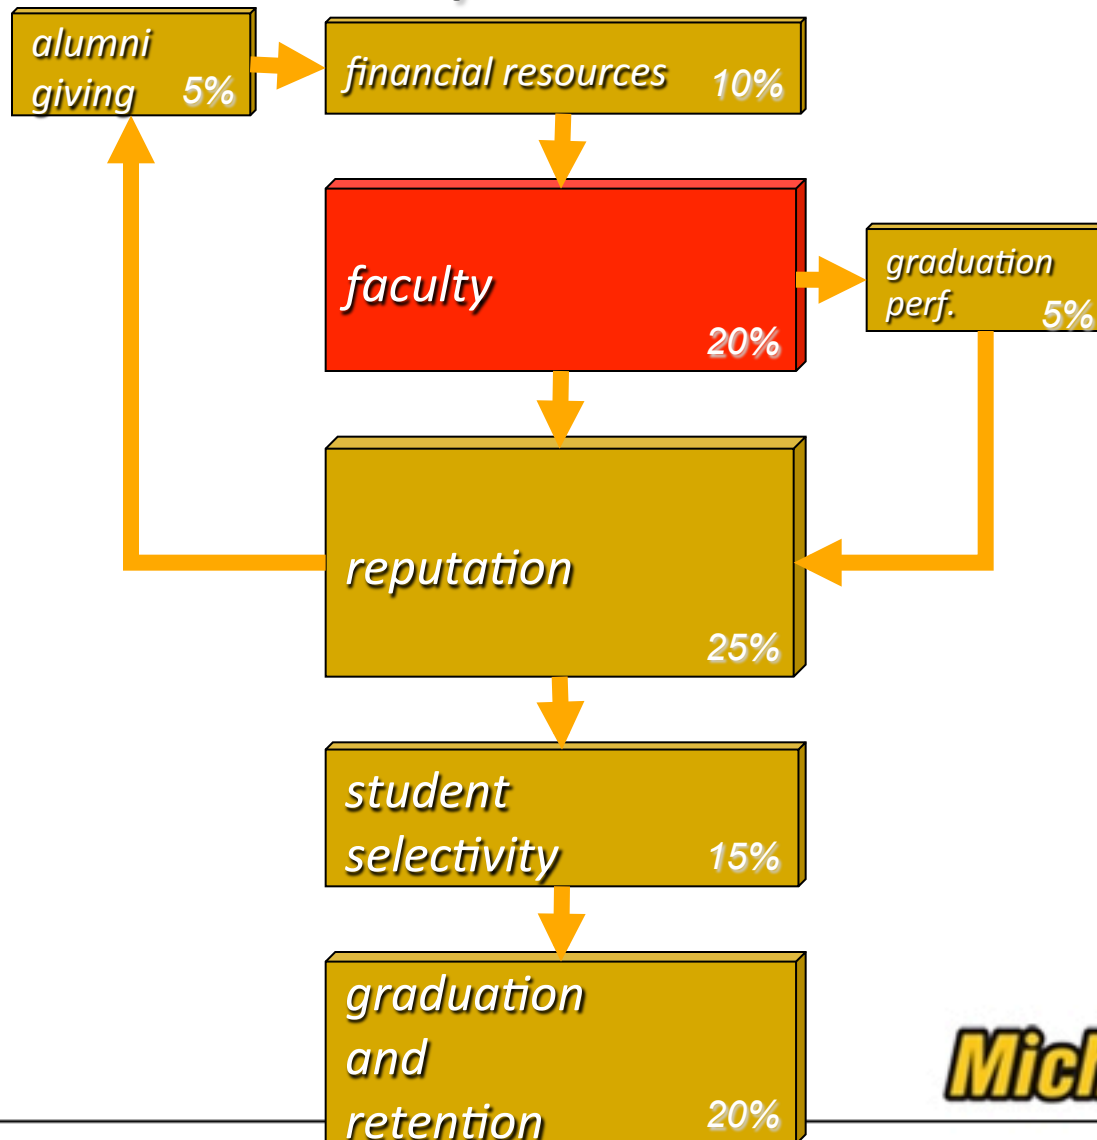 alumni
giving 5%
financial resources 10%
faculty
20%
graduation
perf.
5%
reputation
25%
student
selectivity 15%
graduation
and
retention 20%
Mich